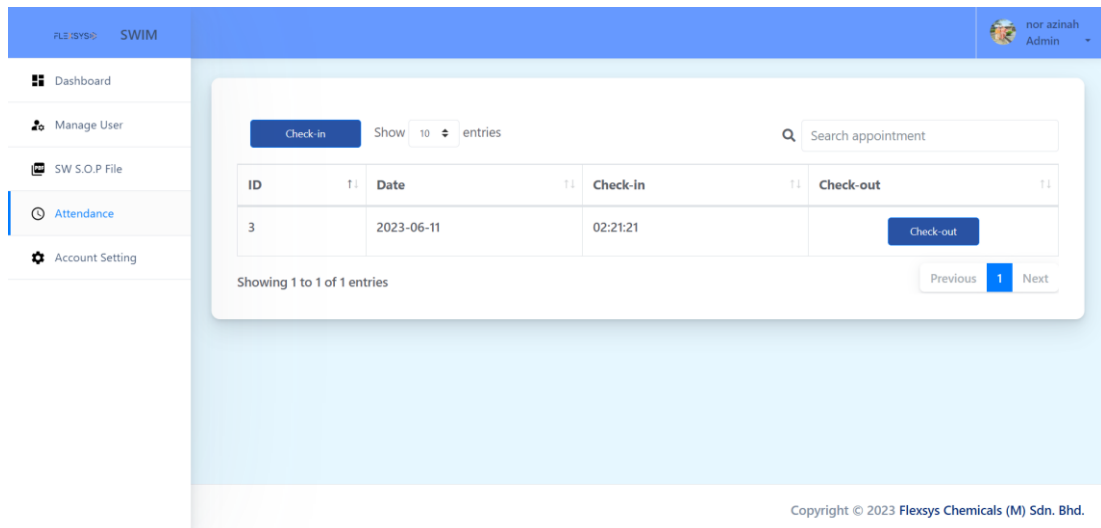 FLEXSYS SWIM
nor azinah
Admin
Dashboard
Manage User
SW S.O.P File
Attendance
Account Setting
Check-in Show 10 entries Search appointment
ID Date Check-in Check-out
3 2023-06-11 02:21:21 Check-out
Showing 1 to 1 of 1 entries Previous 1 Next
Copyright © 2023 Flexsys Chemicals (M) Sdn. Bhd.